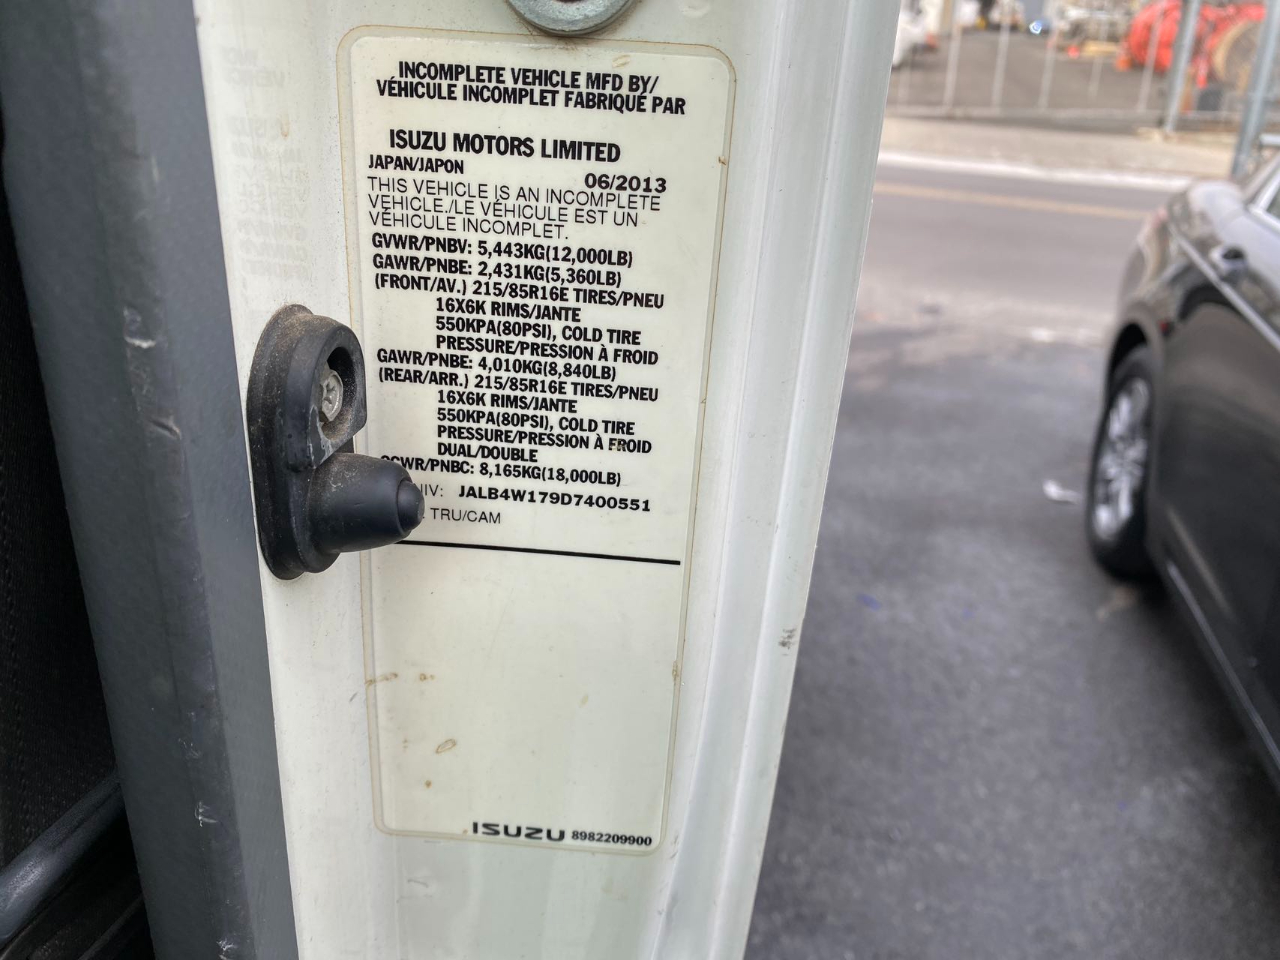 INCOMPLETE VEHICLE MFD BY/
VÉHICULE INCOMPLET FABRIQUÉ PAR
ISUZU MOTORS LIMITED
JAPAN/JAPON
06/2013
THIS VEHICLE IS AN INCOMPLETE
VEHICLE./LE VÉHICULE EST UN
VÉHICULE INCOMPLET.
GVWR/PNBV: 5,443KG(12,000LB)
GAWR/PNBE: 2,431KG(5,360LB)
(FRONT/AV.) 215/85R16E TIRES/PNEU
16X6K RIMS/JANTE
550KPA(80PSI), COLD TIRE
PRESSURE/PRESSION À FROID
GAWR/PNBE: 4,010KG(8,840LB)
(REAR/ARR.) 215/85R16E TIRES/PNEU
16X6K RIMS/JANTE
550KPA(80PSI), COLD TIRE
PRESSURE/PRESSION À FROID
DUAL/DOUBLE
GCWR/PNBC: 8,165KG(18,000LB)
NIV: JALB4W179D7400551
TRU/CAM
ISUZU 8982209900